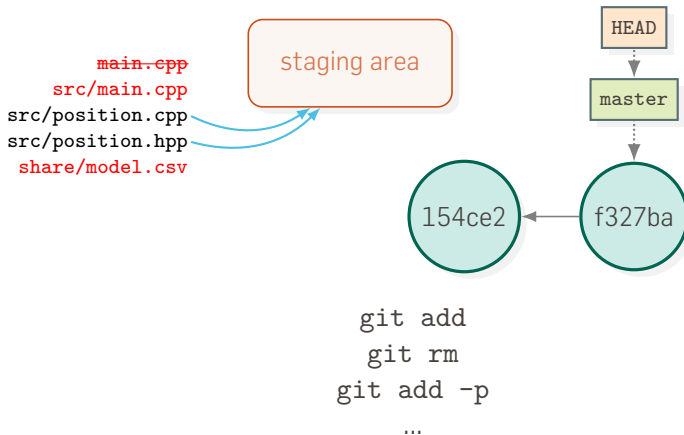 HEAD
staging area
main.cpp
src/main.cpp
master
src/position.cpp
src/position.hpp
share/model.csv
154ce2
f327ba
git add
git rm
git add -p
...